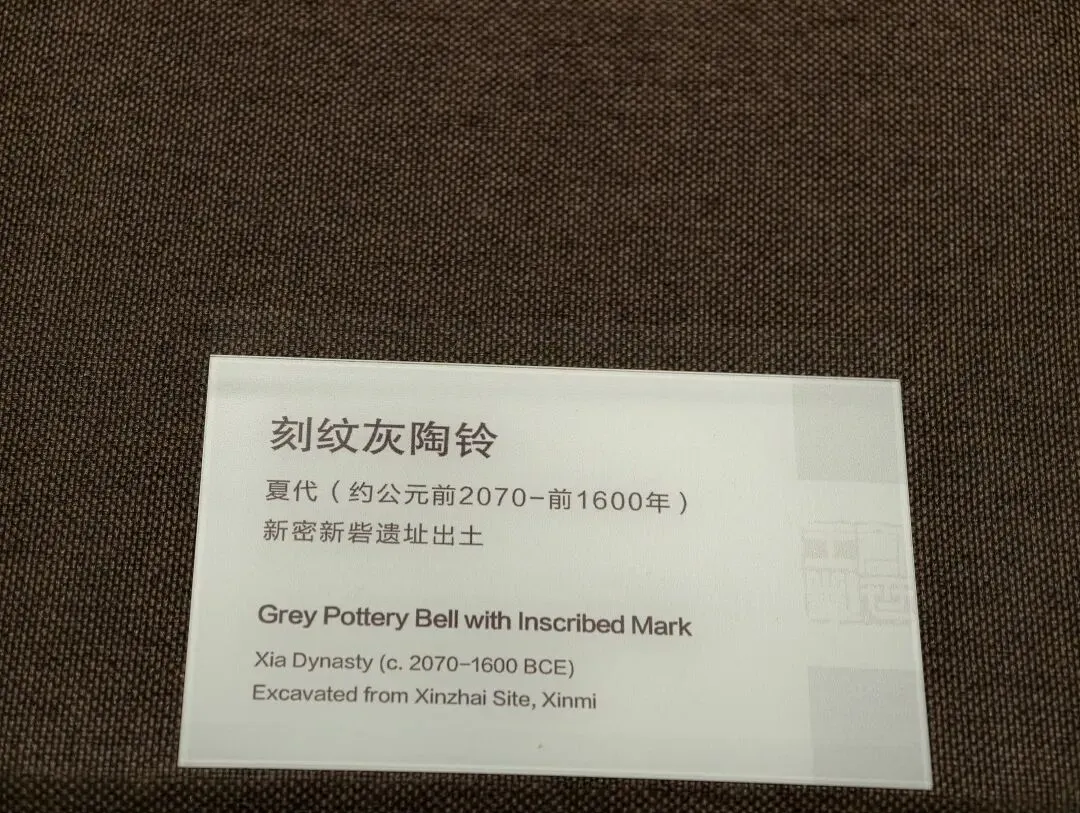 刻纹灰陶铃
夏代（约公元前2070-前1600年）
新密新砦遗址出土
Grey Pottery Bell with Inscribed Mark
Xia Dynasty (c. 2070-1600 BCE)
Excavated from Xinzhai Site, Xinmi